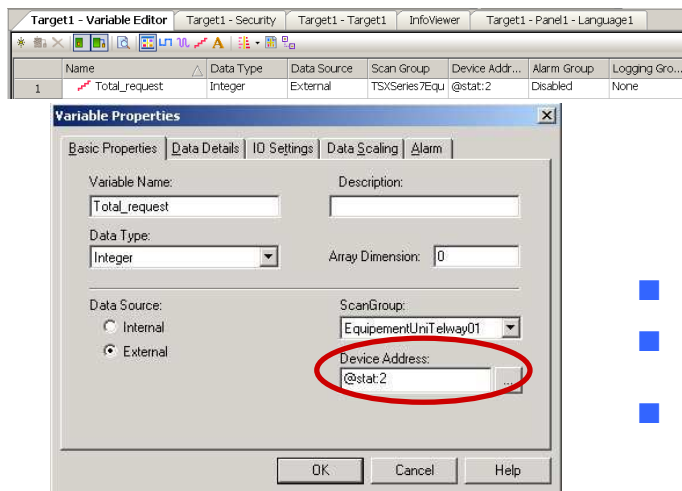 Target1 - Variable Editor Target1 - Security Target1 - Target1 InfoViewer Target1 - Panel1 - Language1
Name Data Type Data Source Scan Group Device Addr... Alarm Group Logging Gro...
1 Total_request Integer External TSXSeries7Equ @stat:2 Disabled None
Variable Properties
Basic Properties Data Details IO Settings Data Scaling Alarm
Variable Name: Description:
Total_request
Data Type:
Integer Array Dimension: 0
Data Source: ScanGroup:
Internal EquipementUniTelway01
External Device Address:
@stat:2 ...
OK Cancel Help